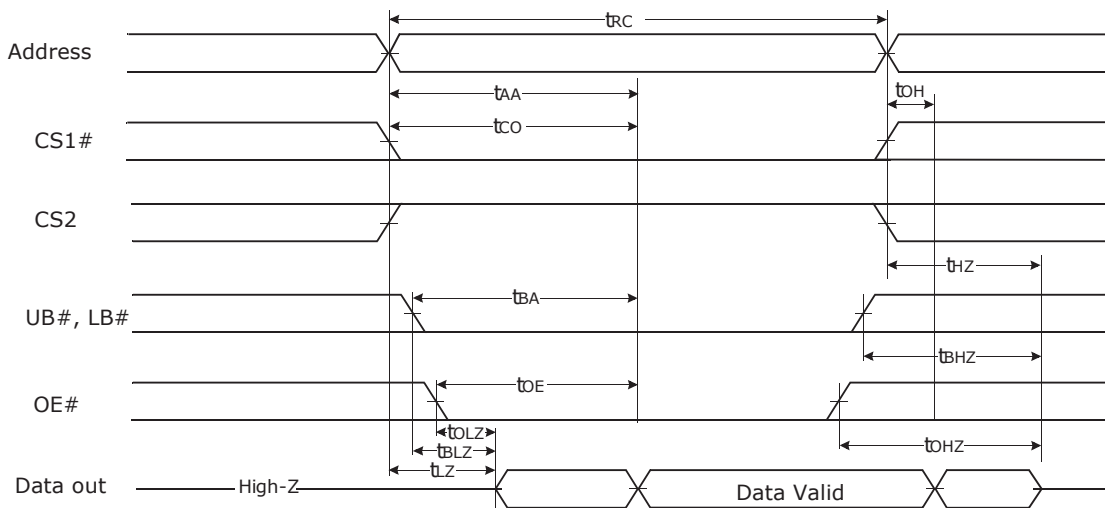 tRC
Address
tAA
tOH
tCO
CS1#
CS2
tHZ
tBA
UB#, LB#
tBHZ
tOE
OE#
tOLZ
tOHZ
tBLZ
tLZ
Data out
High-Z
Data Valid